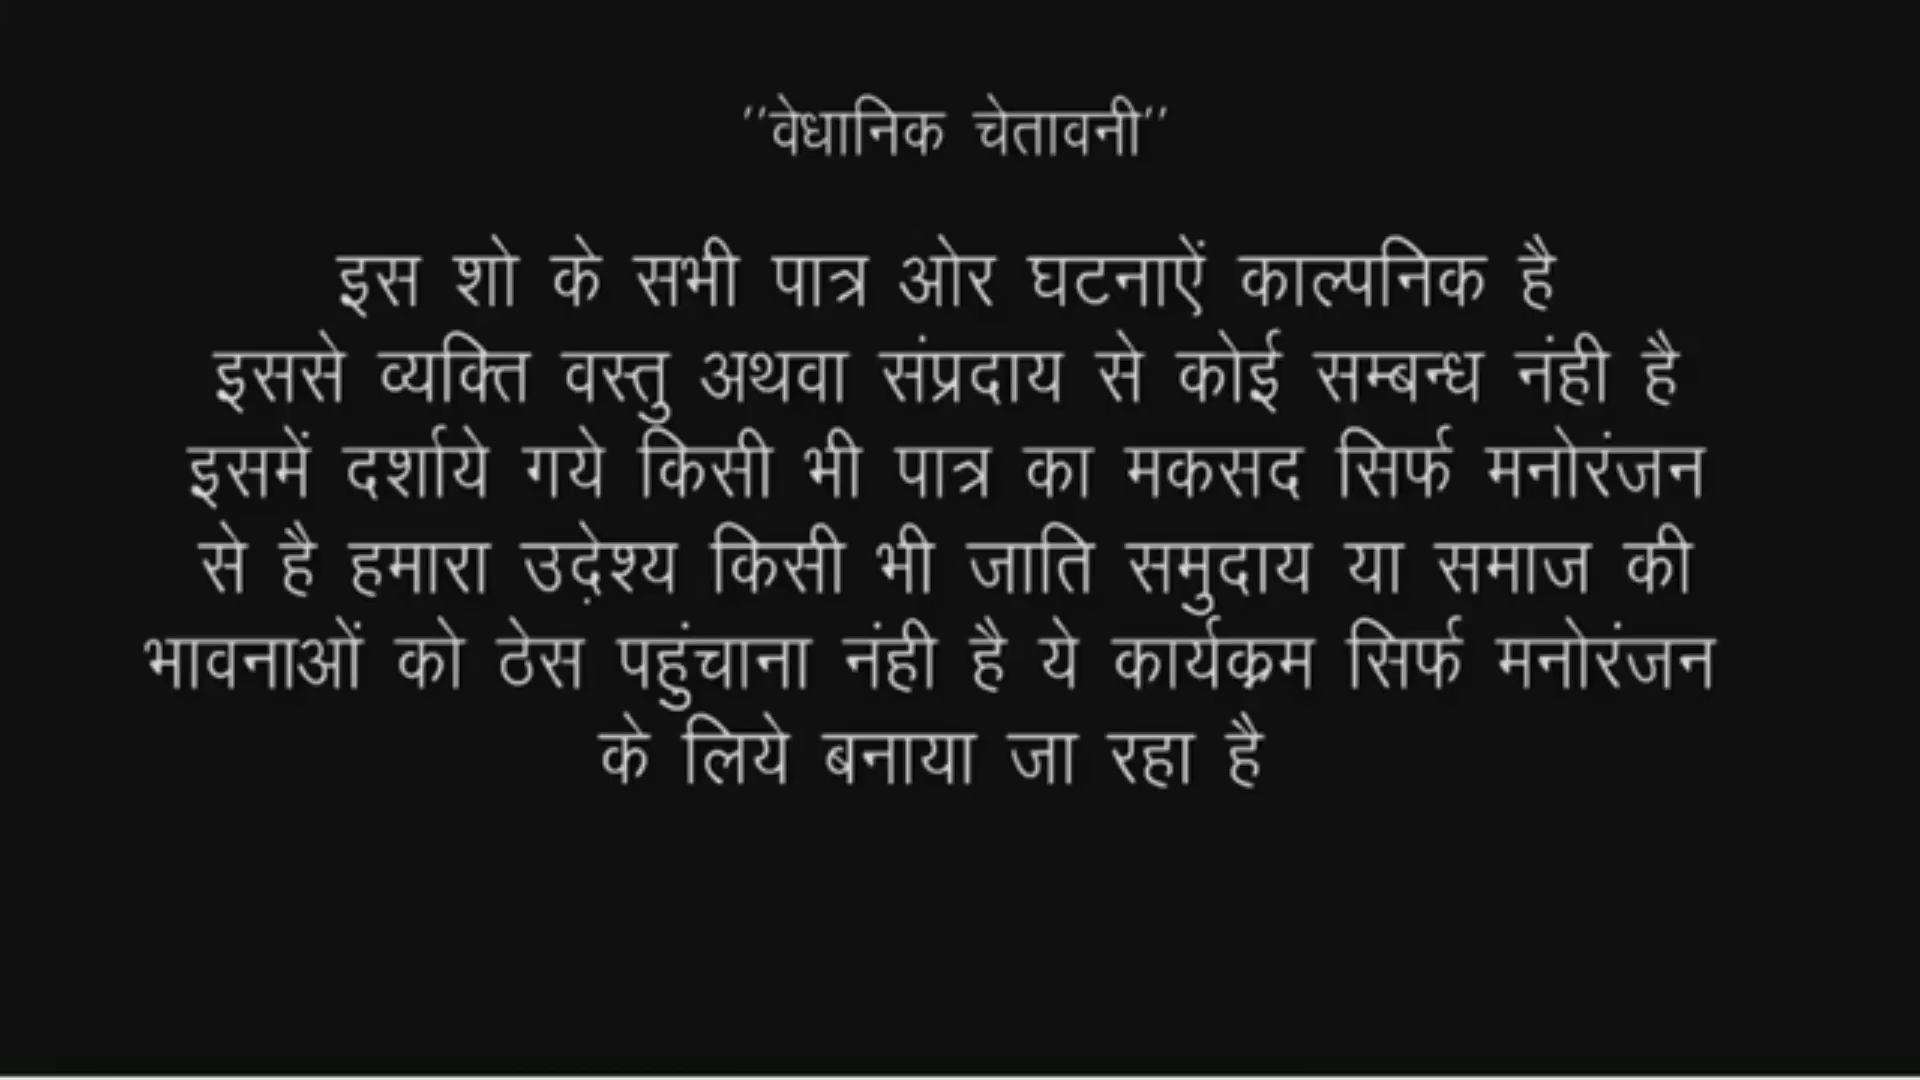 ''वेधानिक चेतावनी''
इस शो के सभी पात्र ओर घटनाऐं काल्पनिक है
इससे व्यक्ति वस्तु अथवा संप्रदाय से कोई सम्बन्ध नंही है
इसमें दर्शाये गये किसी भी पात्र का मकसद सिर्फ मनोरंजन
से है हमारा उद़ेश्य किसी भी जाति समुदाय या समाज की
भावनाओं को ठेस पहुंचाना नंही है ये कार्यक्रम सिर्फ मनोरंजन
के लिये बनाया जा रहा है